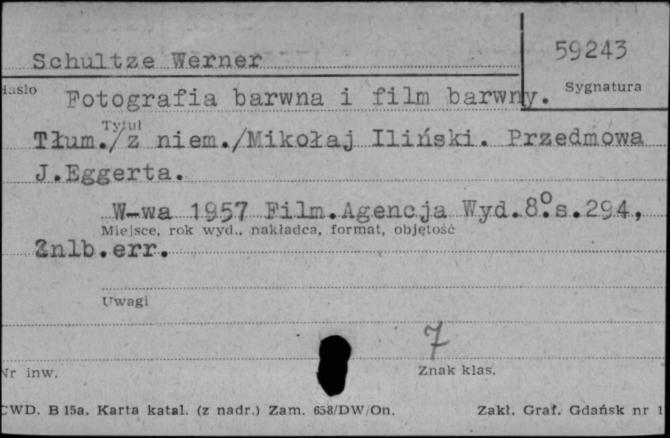 Schultze Werner
59243
Sygnatura
Fotografia barwna i film barwny.
Tytuł
Tłum./z niem./Mikołaj Iliński. Przedmowa
J.Eggerta.
W-wa 1957 Film.Agencja Wyd.8°.s.294,
Miejsce, rok wyd., nakładca, format, objętość
2nlb.err.
Uwagi
7
Nr inw.
Znak klas.
CWD. B 15a. Karta katal. (z nadr.) Zam. 658/DW/On.
Zakł. Graf. Gdańsk nr 1